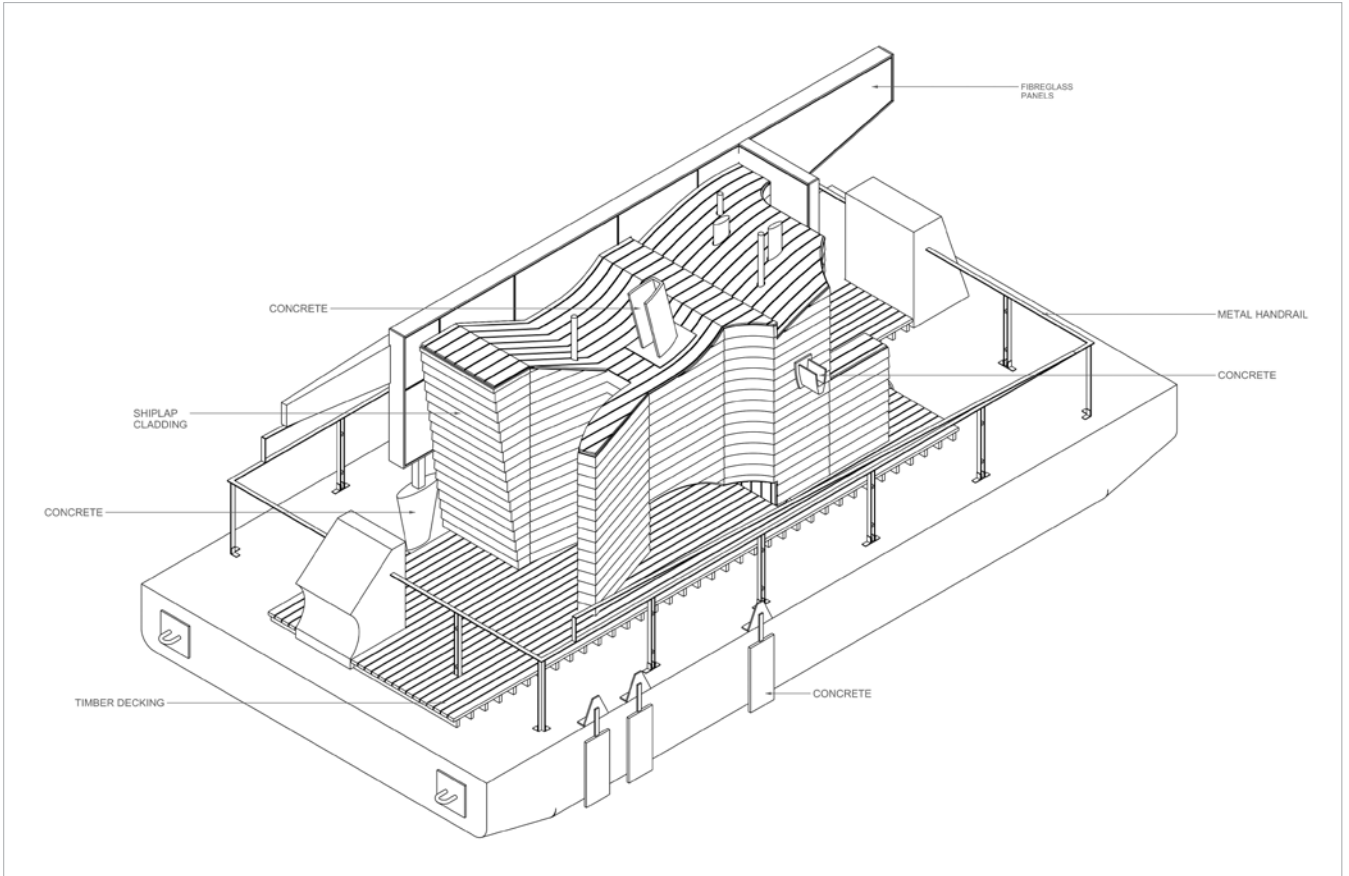 FIBREGLASS
PANELS
CONCRETE
METAL HANDRAIL
CONCRETE
SHIPLAP
CLADDING
CONCRETE
CONCRETE
TIMBER DECKING